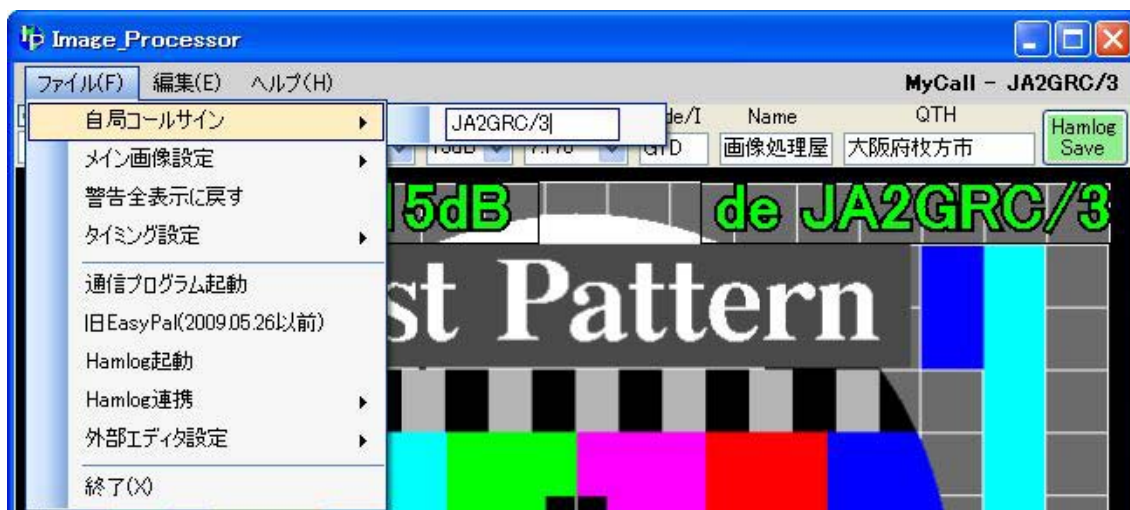 Image_Processor
ファイル(F) 編集(E) ヘルプ(H) MyCall - JA2GRC/3
Name QTH
自局コールサイン JA2GRC/3
画像処理屋 大阪府枚方市 Hamlog Save
メイン画像設定
警告全表示に戻す
タイミング設定
5dB de JA2GRC/3
通信プログラム起動
旧EasyPal(2009.05.26以前)
st Pattern
Hamlog起動
Hamlog連携
外部エディタ設定
終了(X)